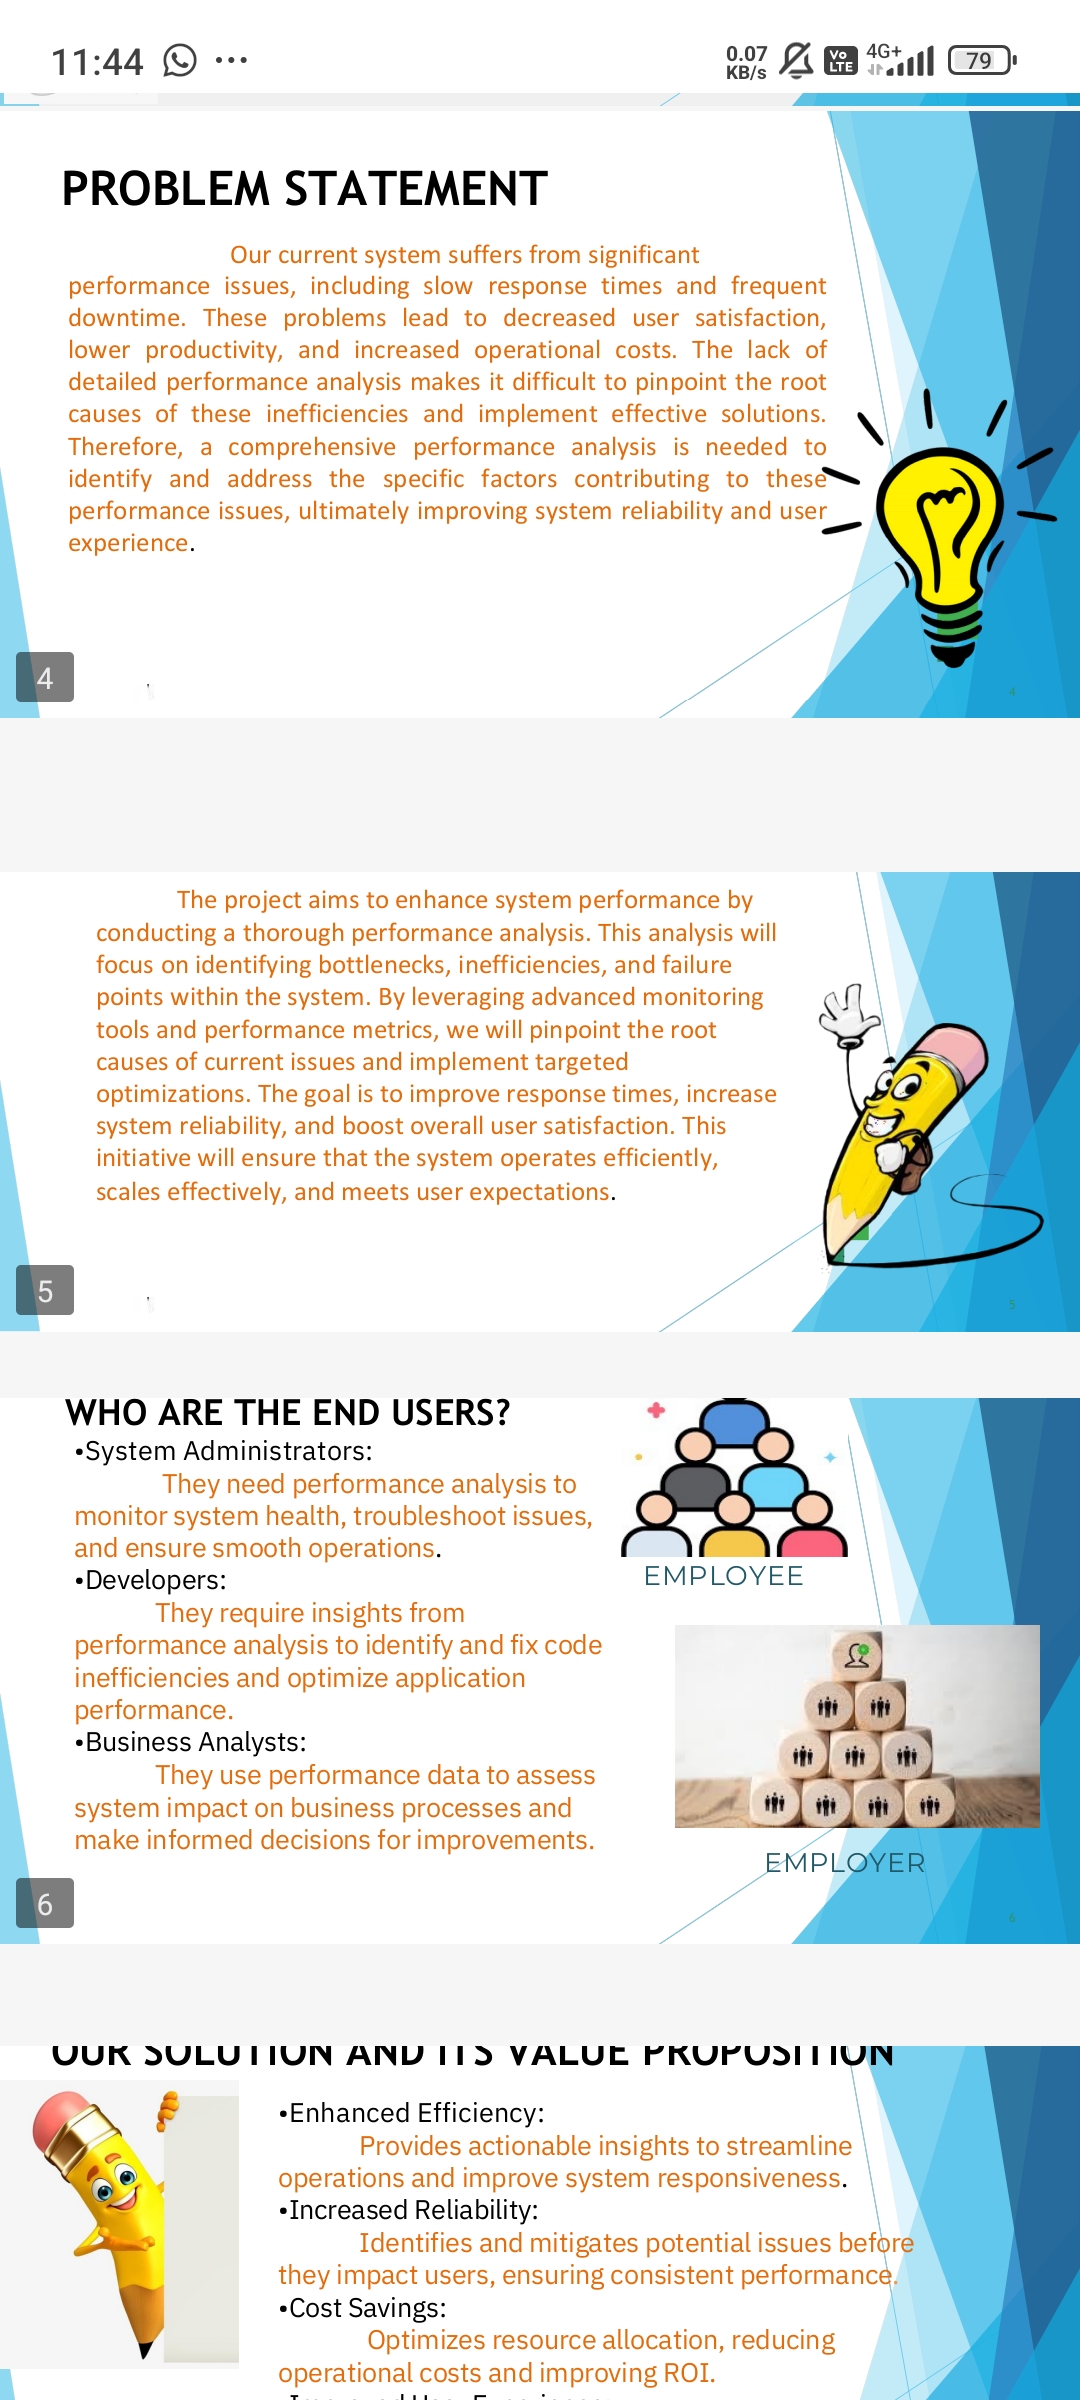 11:44
0.07
KB/s
Vo
LTE
4G+
79
PROBLEM STATEMENT
Our current system suffers from significant
performance issues, including slow response times and frequent
downtime. These problems lead to decreased user satisfaction,
lower productivity, and increased operational costs. The lack of
detailed performance analysis makes it difficult to pinpoint the root
causes of these inefficiencies and implement effective solutions.
Therefore, a comprehensive performance analysis is needed to
identify and address the specific factors contributing to these
performance issues, ultimately improving system reliability and user
experience.
4
4
The project aims to enhance system performance by
conducting a thorough performance analysis. This analysis will
focus on identifying bottlenecks, inefficiencies, and failure
points within the system. By leveraging advanced monitoring
tools and performance metrics, we will pinpoint the root
causes of current issues and implement targeted
optimizations. The goal is to improve response times, increase
system reliability, and boost overall user satisfaction. This
initiative will ensure that the system operates efficiently,
scales effectively, and meets user expectations.
5
5
WHO ARE THE END USERS?
•System Administrators:
They need performance analysis to
monitor system health, troubleshoot issues,
and ensure smooth operations.
•Developers:
They require insights from
performance analysis to identify and fix code
inefficiencies and optimize application
performance.
•Business Analysts:
They use performance data to assess
system impact on business processes and
make informed decisions for improvements.
EMPLOYEE
EMPLOYER
6
6
OUR SOLUTION AND ITS VALUE PROPOSITION
•Enhanced Efficiency:
Provides actionable insights to streamline
operations and improve system responsiveness.
•Increased Reliability:
Identifies and mitigates potential issues before
they impact users, ensuring consistent performance.
•Cost Savings:
Optimizes resource allocation, reducing
operational costs and improving ROI.